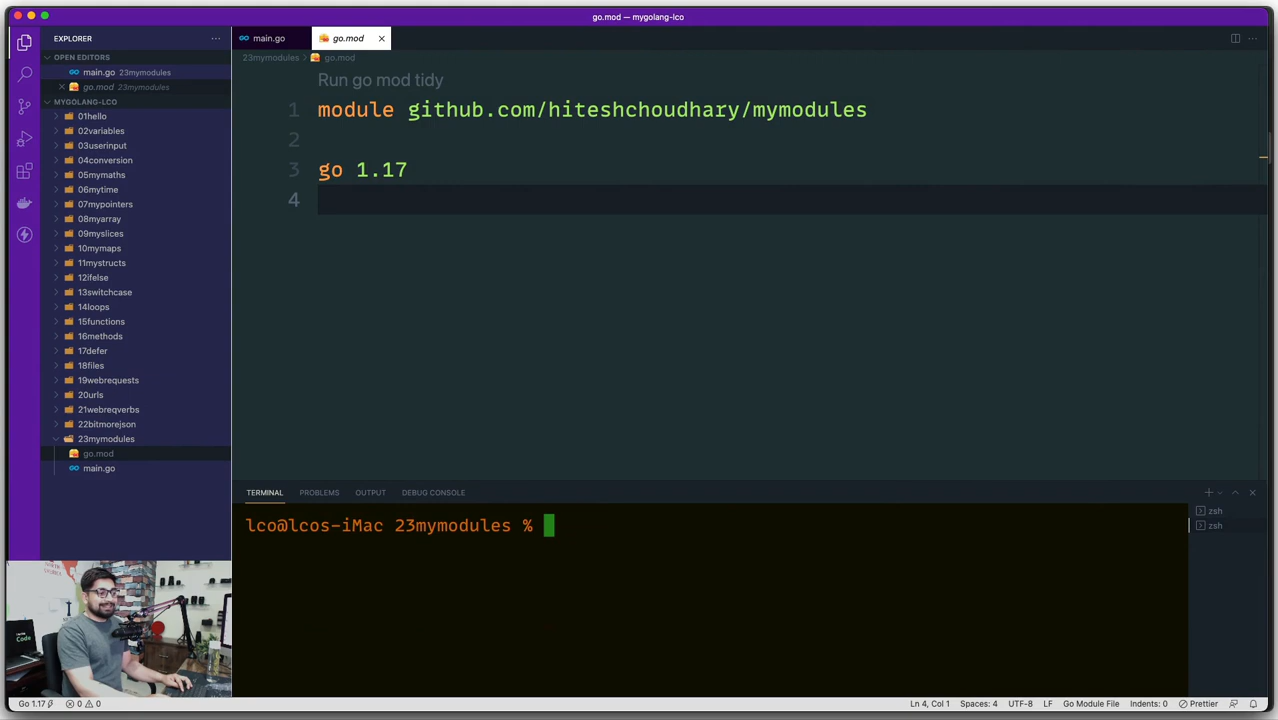 go.mod — mygolang-lco
EXPLORER
main.go
go.mod
OPEN EDITORS
main.go 23mymodules
go.mod 23mymodules
MYGOLANG-LCO
01hello
02variables
03userinput
04conversion
05mymaths
06mytime
07mypointers
08myarray
09myslices
10mymaps
11mystructs
12ifelse
13switchcase
14loops
15functions
16methods
17defer
18files
19webrequests
20urls
21webreqverbs
22bitmorejson
23mymodules
go.mod
main.go
23mymodules > go.mod
Run go mod tidy
1 module github.com/hiteshchoudhary/mymodules
2
3 go 1.17
4
TERMINAL PROBLEMS OUTPUT DEBUG CONSOLE
lco@lcos-iMac 23mymodules %
zsh
zsh
Go 1.17
0 0
Ln 4, Col 1 Spaces: 4 UTF-8 LF Go Module File Indents: 0 Prettier